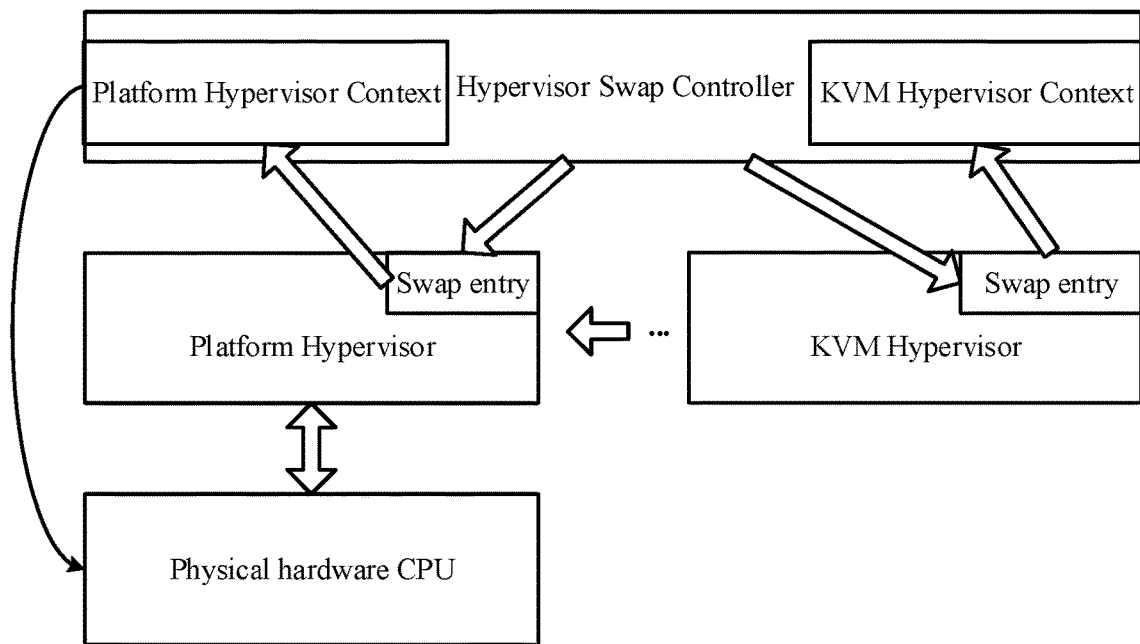 Platform Hypervisor Context
Hypervisor Swap Controller
KVM Hypervisor Context
Swap entry
Platform Hypervisor
...
Swap entry
KVM Hypervisor
Physical hardware CPU